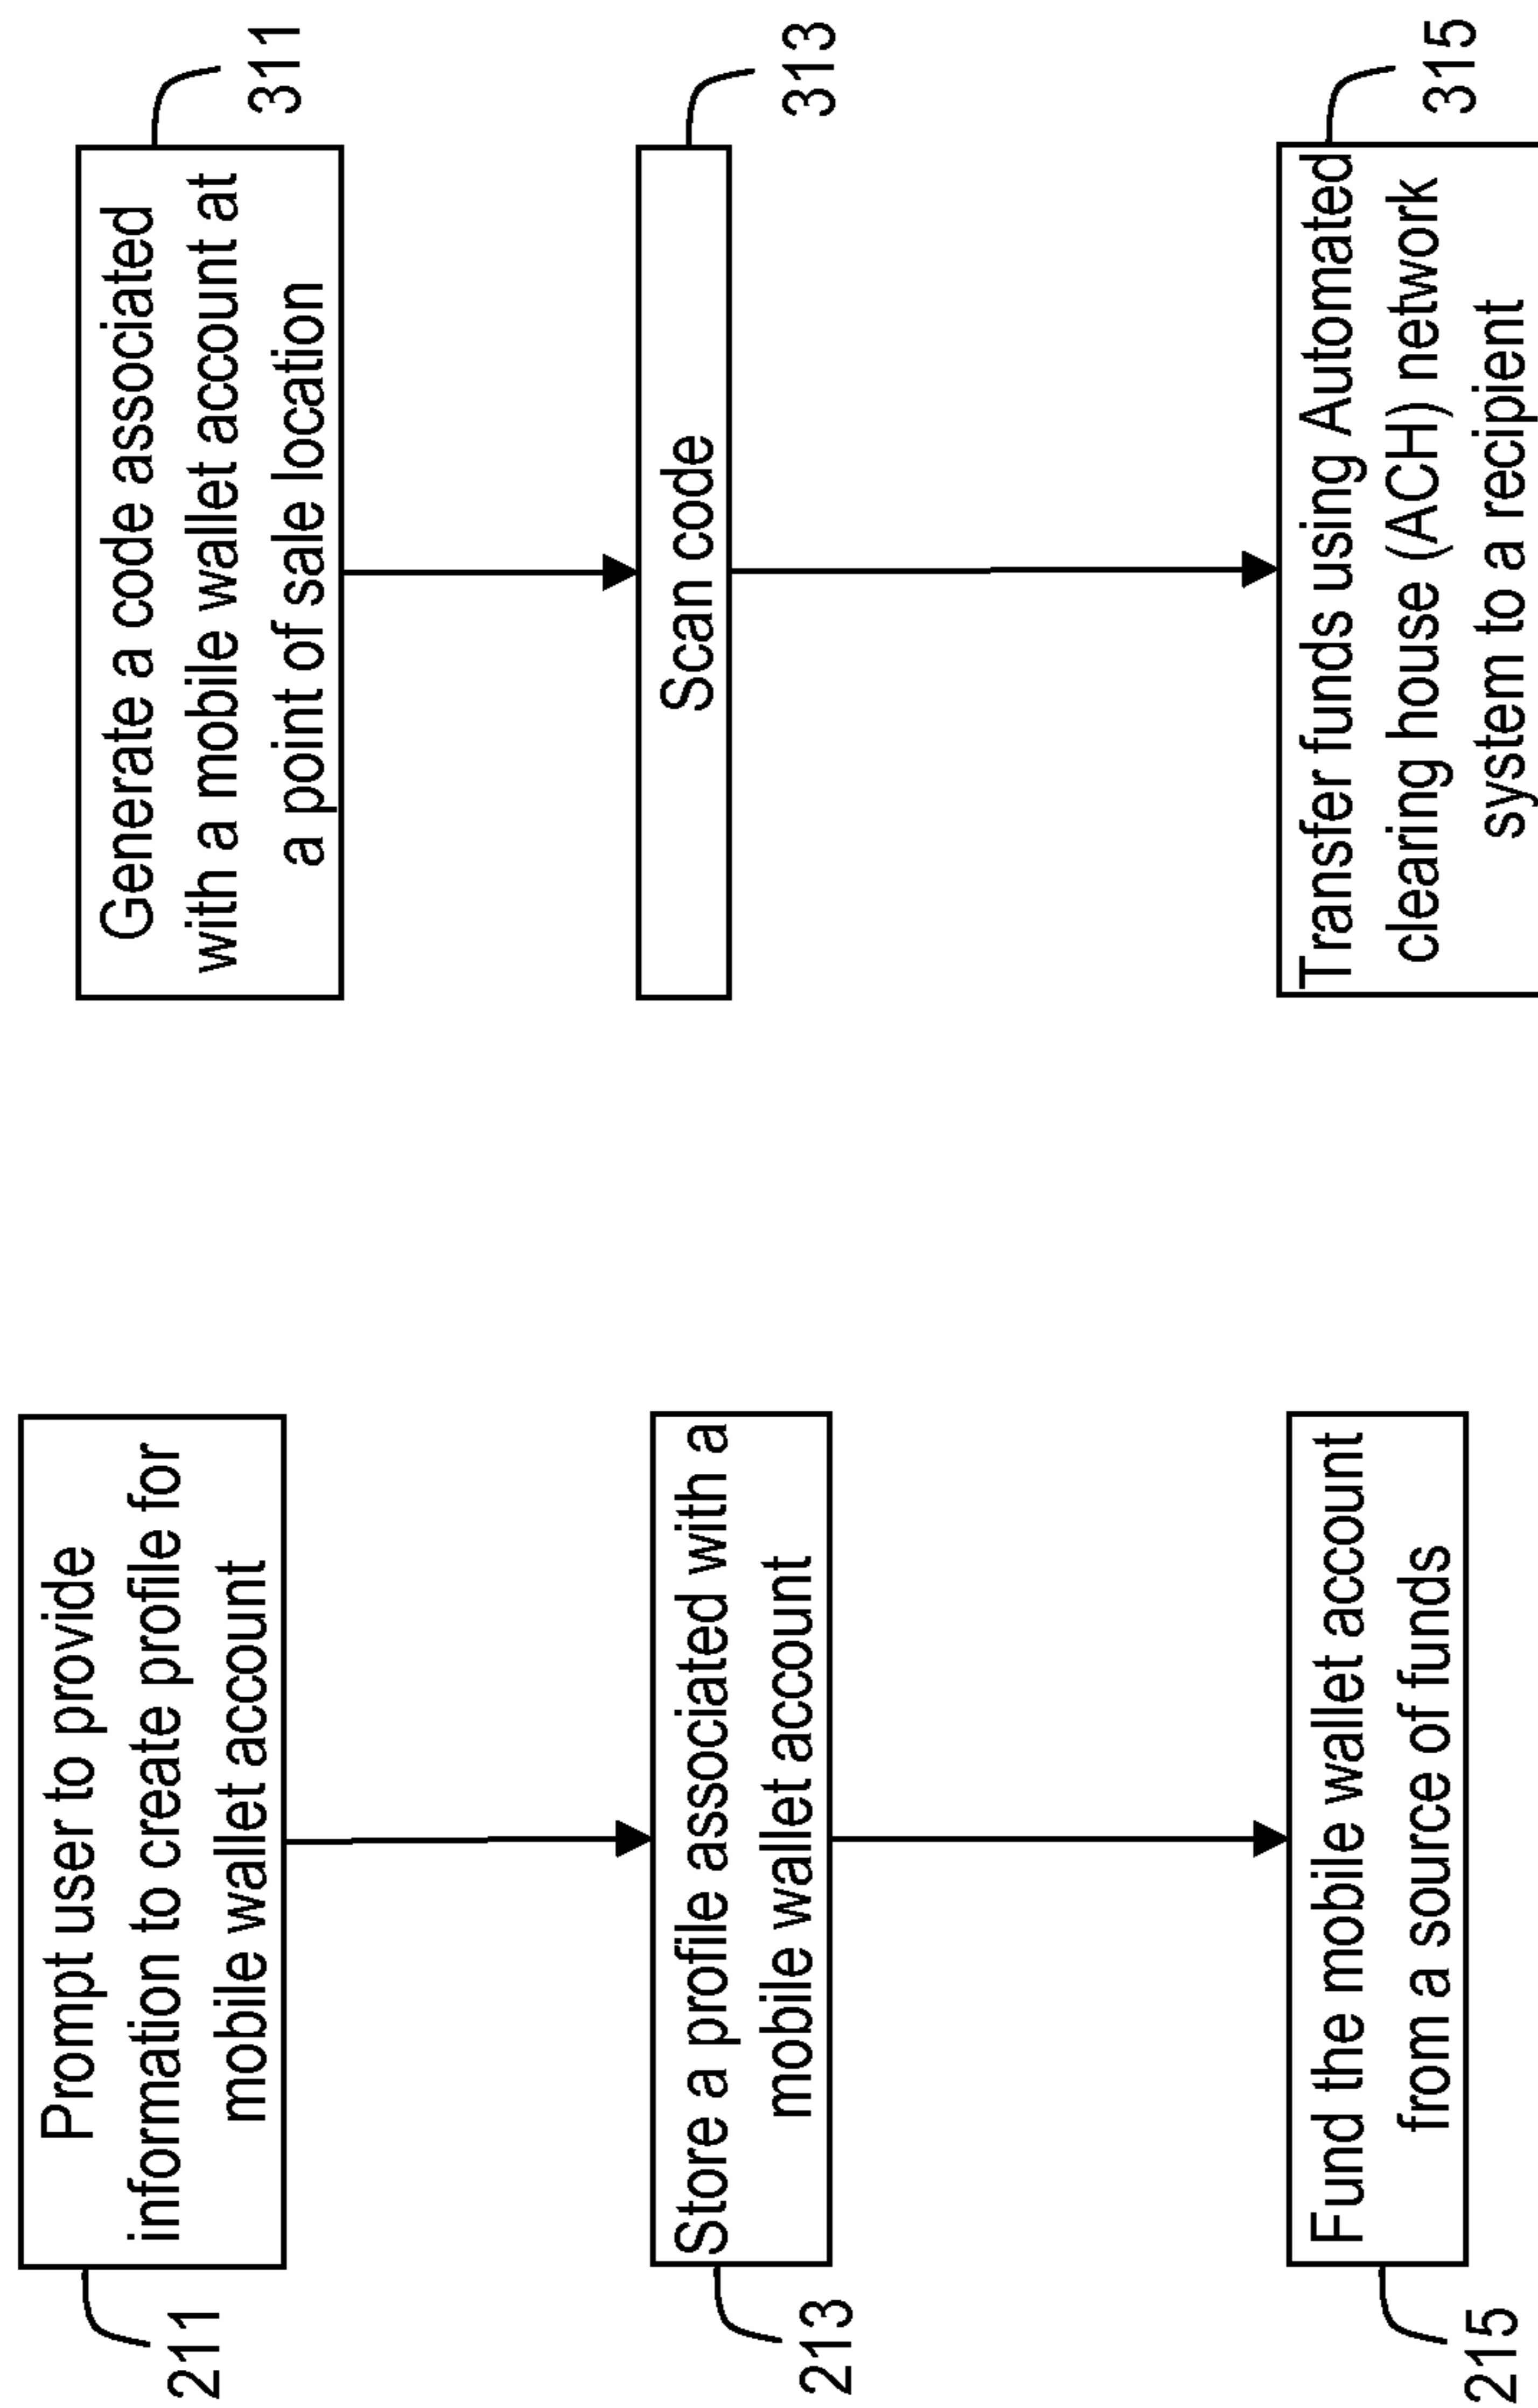 211
Prompt user to provide
information to create profile for
mobile wallet account
213
Store a profile associated with a
mobile wallet account
215
Fund the mobile wallet account
from a source of funds
311
Generate a code associated
with a mobile wallet account at
a point of sale location
313
Scan code
315
Transfer funds using Automated
clearing house (ACH) network
system to a recipient